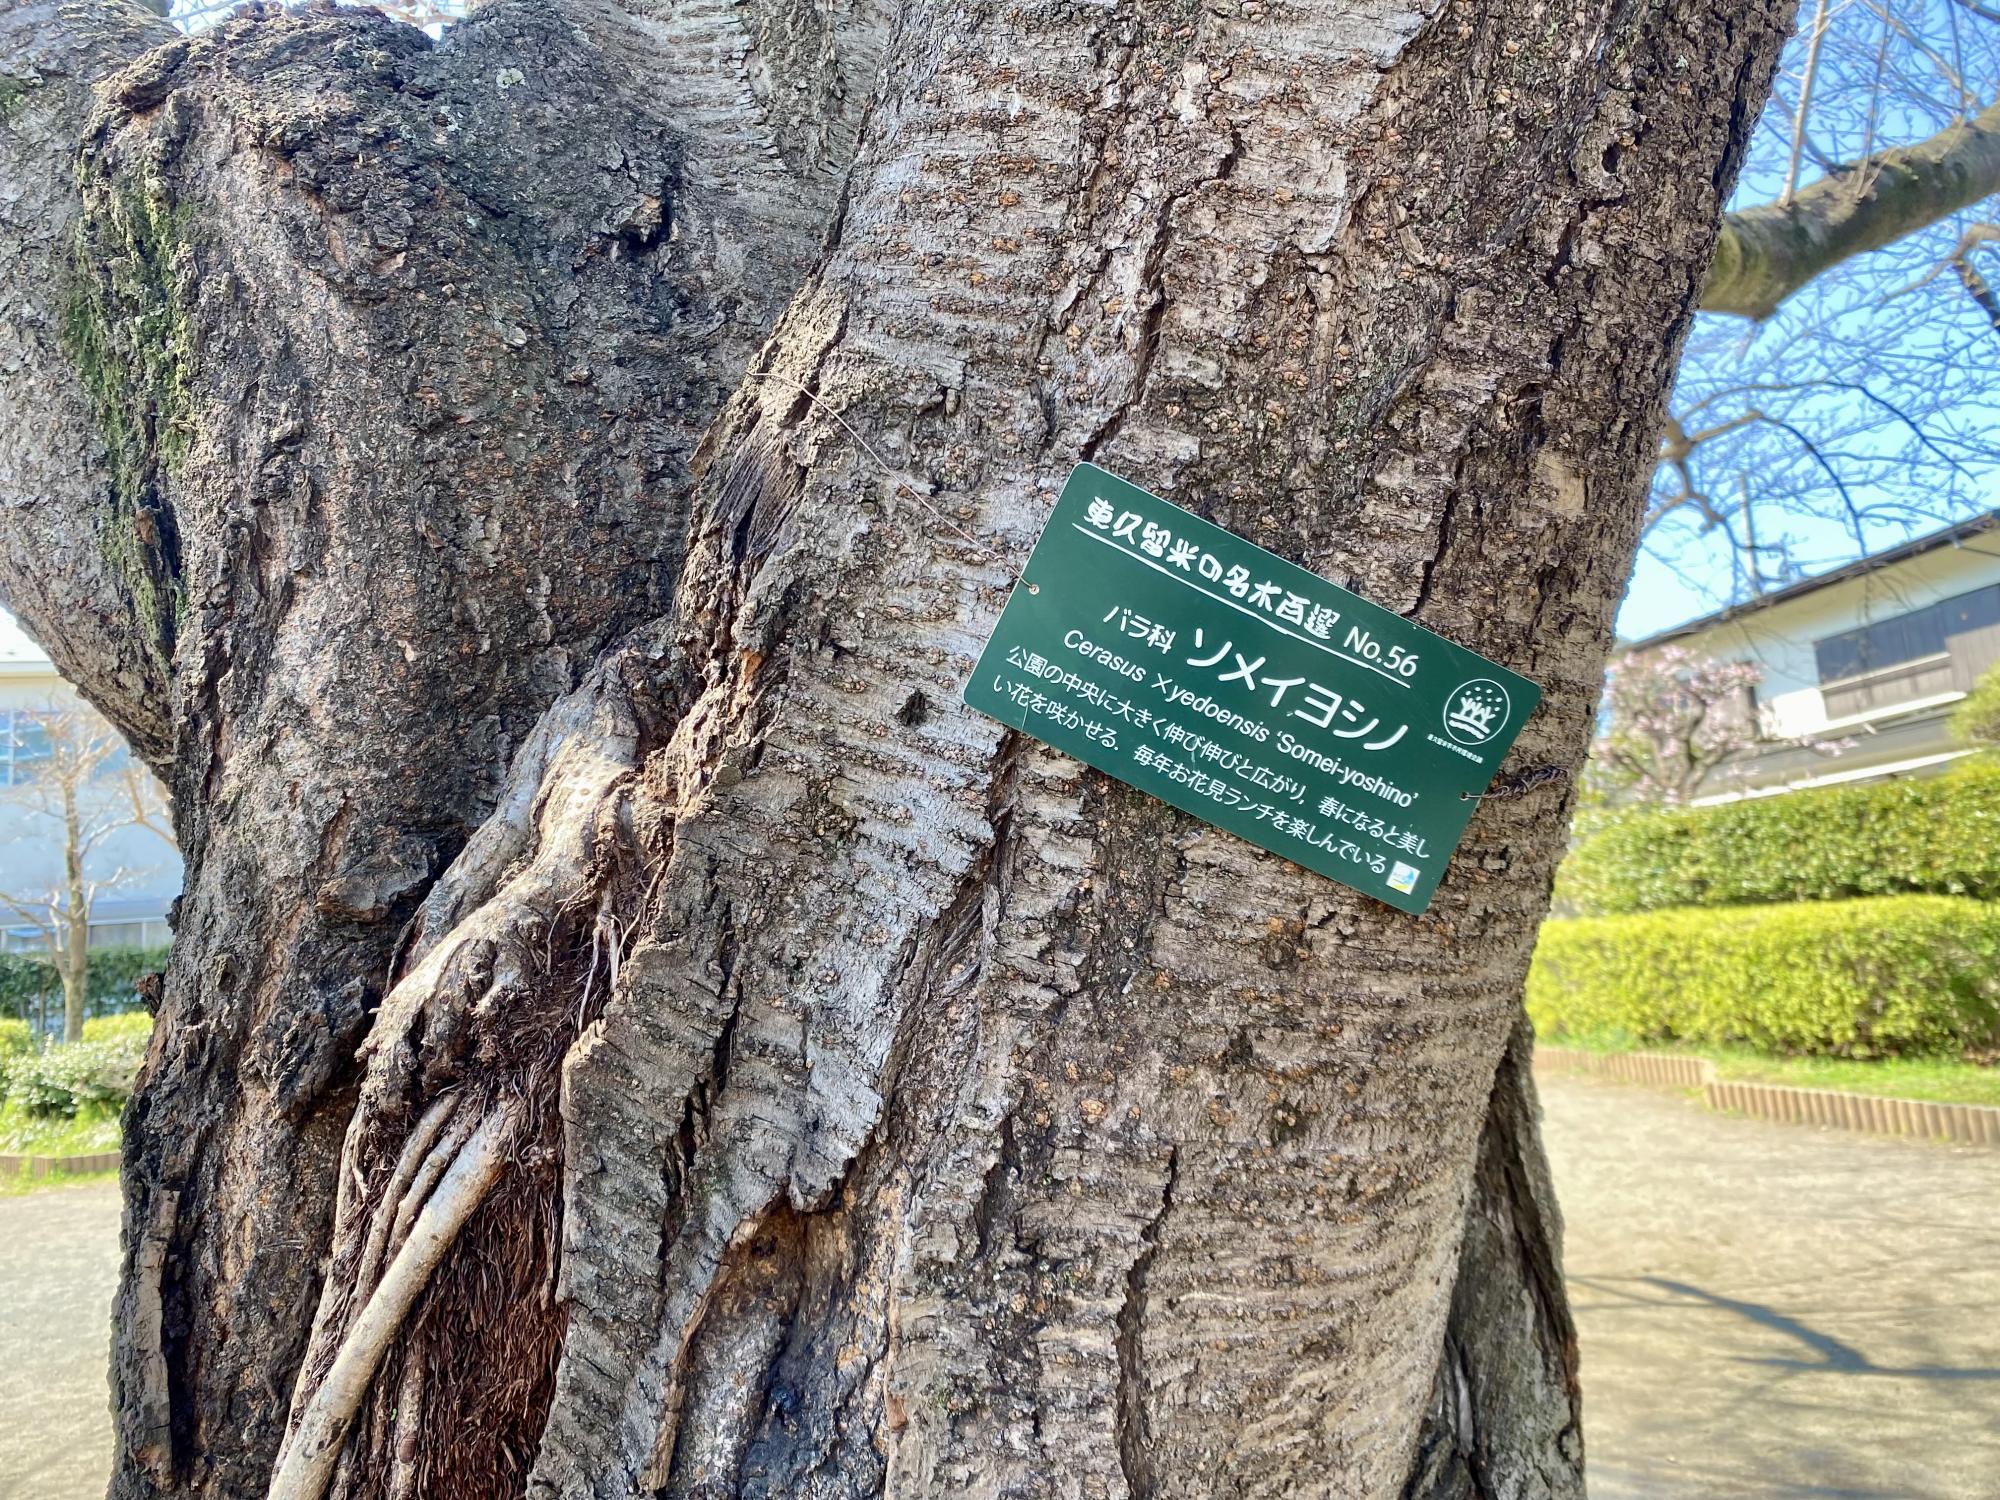 東久留米の名木百選 No.56
バラ科 ソメイヨシノ
Cerasus ×yedoensis 'Somei-yoshino'
公園の中央に大きく伸び伸びと広がり，春になると美し
い花を咲かせる．毎年お花見ランチを楽しんでいる